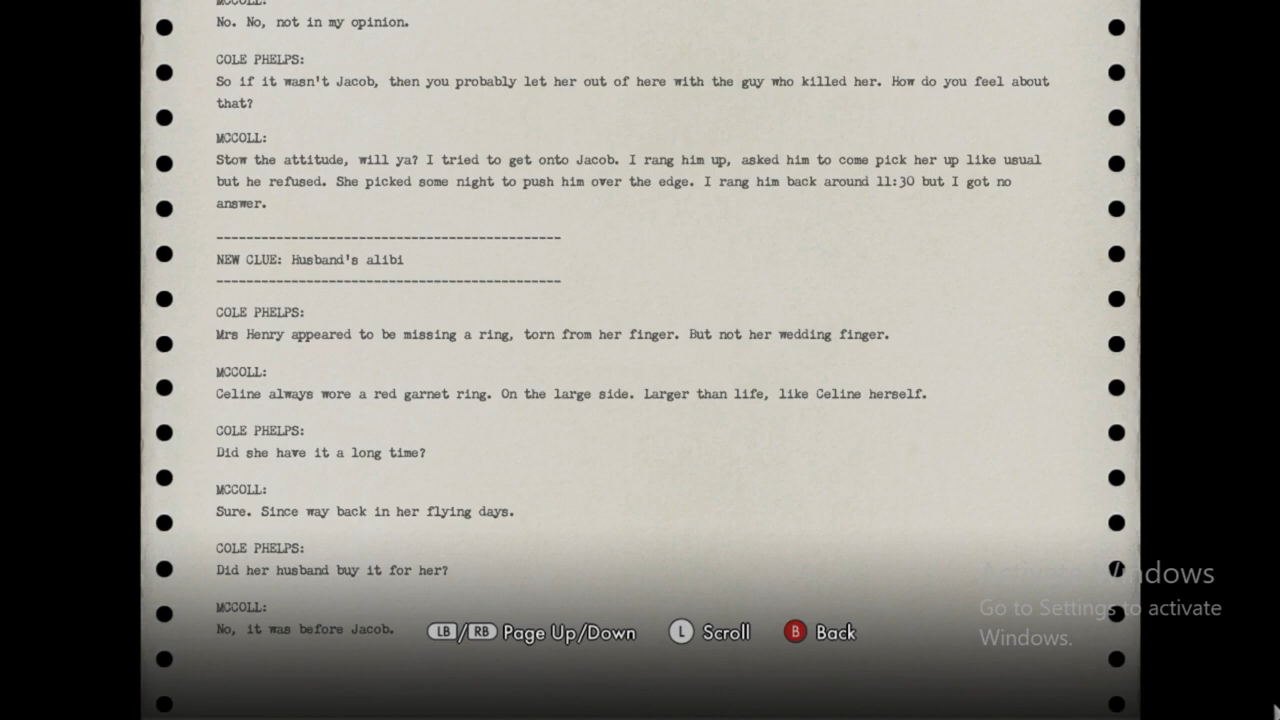 MCCOLL:
No. No, not in my opinion.
COLE PHELPS:
So if it wasn't Jacob, then you probably let her out of here with the guy who killed her. How do you feel about
that?
MCCOLL:
Stow the attitude, will ya? I tried to get onto Jacob. I rang him up, asked him to come pick her up like usual
but he refused. She picked some night to push him over the edge. I rang him back around 11:30 but I got no
answer.
----------------------------------------------
NEW CLUE: Husband's alibi
----------------------------------------------
COLE PHELPS:
Mrs Henry appeared to be missing a ring, torn from her finger. But not her wedding finger.
MCCOLL:
Celine always wore a red garnet ring. On the large side. Larger than life, like Celine herself.
COLE PHELPS:
Did she have it a long time?
MCCOLL:
Sure. Since way back in her flying days.
COLE PHELPS:
Did her husband buy it for her?
MCCOLL:
No, it was before Jacob.
LB/RB Page Up/Down L Scroll B Back
Activate Windows
Go to Settings to activate
Windows.